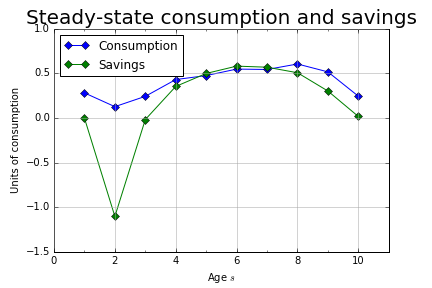 Steady-state consumption and savings
Consumption
Savings
Units of consumption
1.0
0.5
0.0
−0.5
−1.0
−1.5
0
2
4
6
8
10
Age s